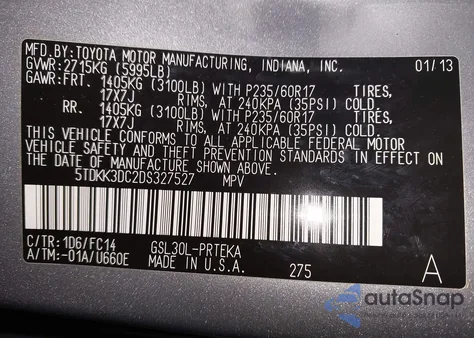 MFD.BY:TOYOTA MOTOR MANUFACTURING, INDIANA, INC. 01/13
GVWR:2715KG (5995LB)
GAWR:FRT. 1405KG (3100LB) WITH P235/60R17 TIRES,
17X7J RIMS, AT 240KPA (35PSI) COLD.
RR. 1405KG (3100LB) WITH P235/60R17 TIRES,
17X7J RIMS, AT 240KPA (35PSI) COLD.
THIS VEHICLE CONFORMS TO ALL APPLICABLE FEDERAL MOTOR
VEHICLE SAFETY AND THEFT PREVENTION STANDARDS IN EFFECT ON
THE DATE OF MANUFACTURE SHOWN ABOVE.
5TDKK3DC2DS327527 MPV
C/TR:1D6/FC14 GSL30L-PRTEKA
A/TM:-01A/U660E MADE IN U.S.A. 275 A
autoSnap